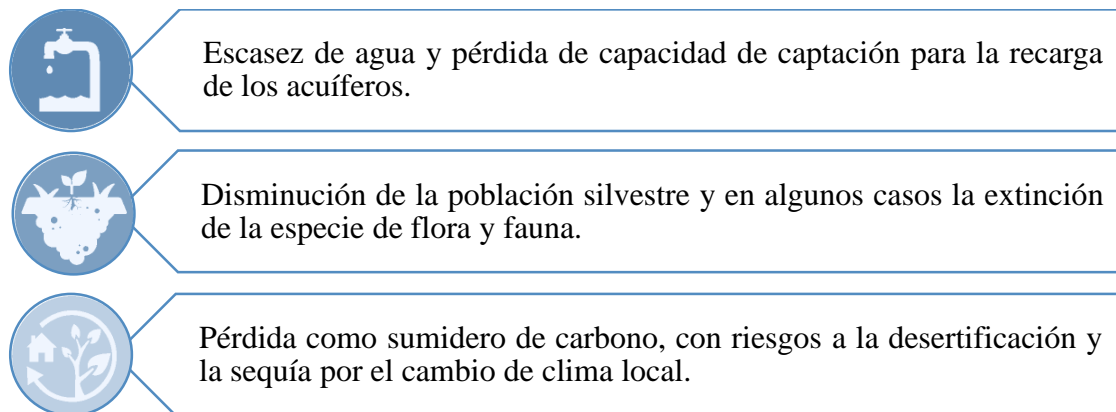 Escasez de agua y pérdida de capacidad de captación para la recarga
de los acuíferos.
Disminución de la población silvestre y en algunos casos la extinción
de la especie de flora y fauna.
Pérdida como sumidero de carbono, con riesgos a la desertificación y
la sequía por el cambio de clima local.